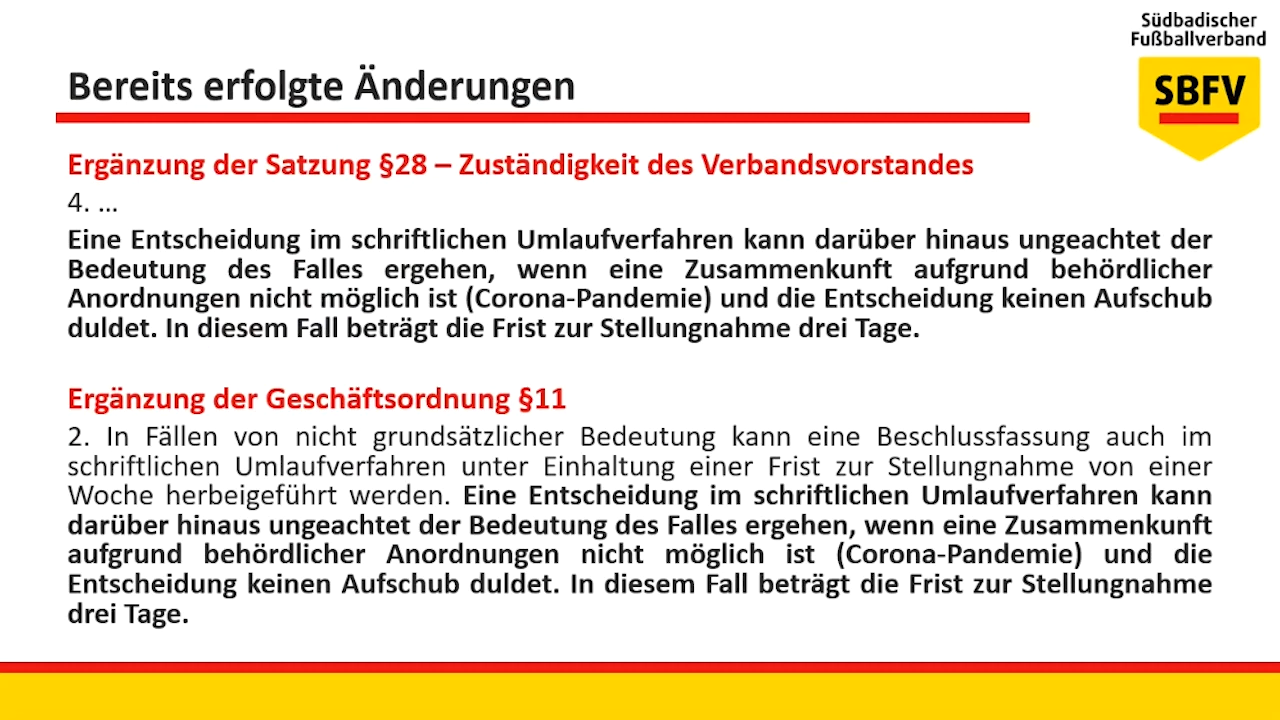 Südbadischer
Fußballverband
SBFV
Bereits erfolgte Änderungen
Ergänzung der Satzung §28 – Zuständigkeit des Verbandsvorstandes
4. ...
Eine Entscheidung im schriftlichen Umlaufverfahren kann darüber hinaus ungeachtet der
Bedeutung des Falles ergehen, wenn eine Zusammenkunft aufgrund behördlicher
Anordnungen nicht möglich ist (Corona-Pandemie) und die Entscheidung keinen Aufschub
duldet. In diesem Fall beträgt die Frist zur Stellungnahme drei Tage.
Ergänzung der Geschäftsordnung §11
2. In Fällen von nicht grundsätzlicher Bedeutung kann eine Beschlussfassung auch im
schriftlichen Umlaufverfahren unter Einhaltung einer Frist zur Stellungnahme von einer
Woche herbeigeführt werden. Eine Entscheidung im schriftlichen Umlaufverfahren kann
darüber hinaus ungeachtet der Bedeutung des Falles ergehen, wenn eine Zusammenkunft
aufgrund behördlicher Anordnungen nicht möglich ist (Corona-Pandemie) und die
Entscheidung keinen Aufschub duldet. In diesem Fall beträgt die Frist zur Stellungnahme
drei Tage.